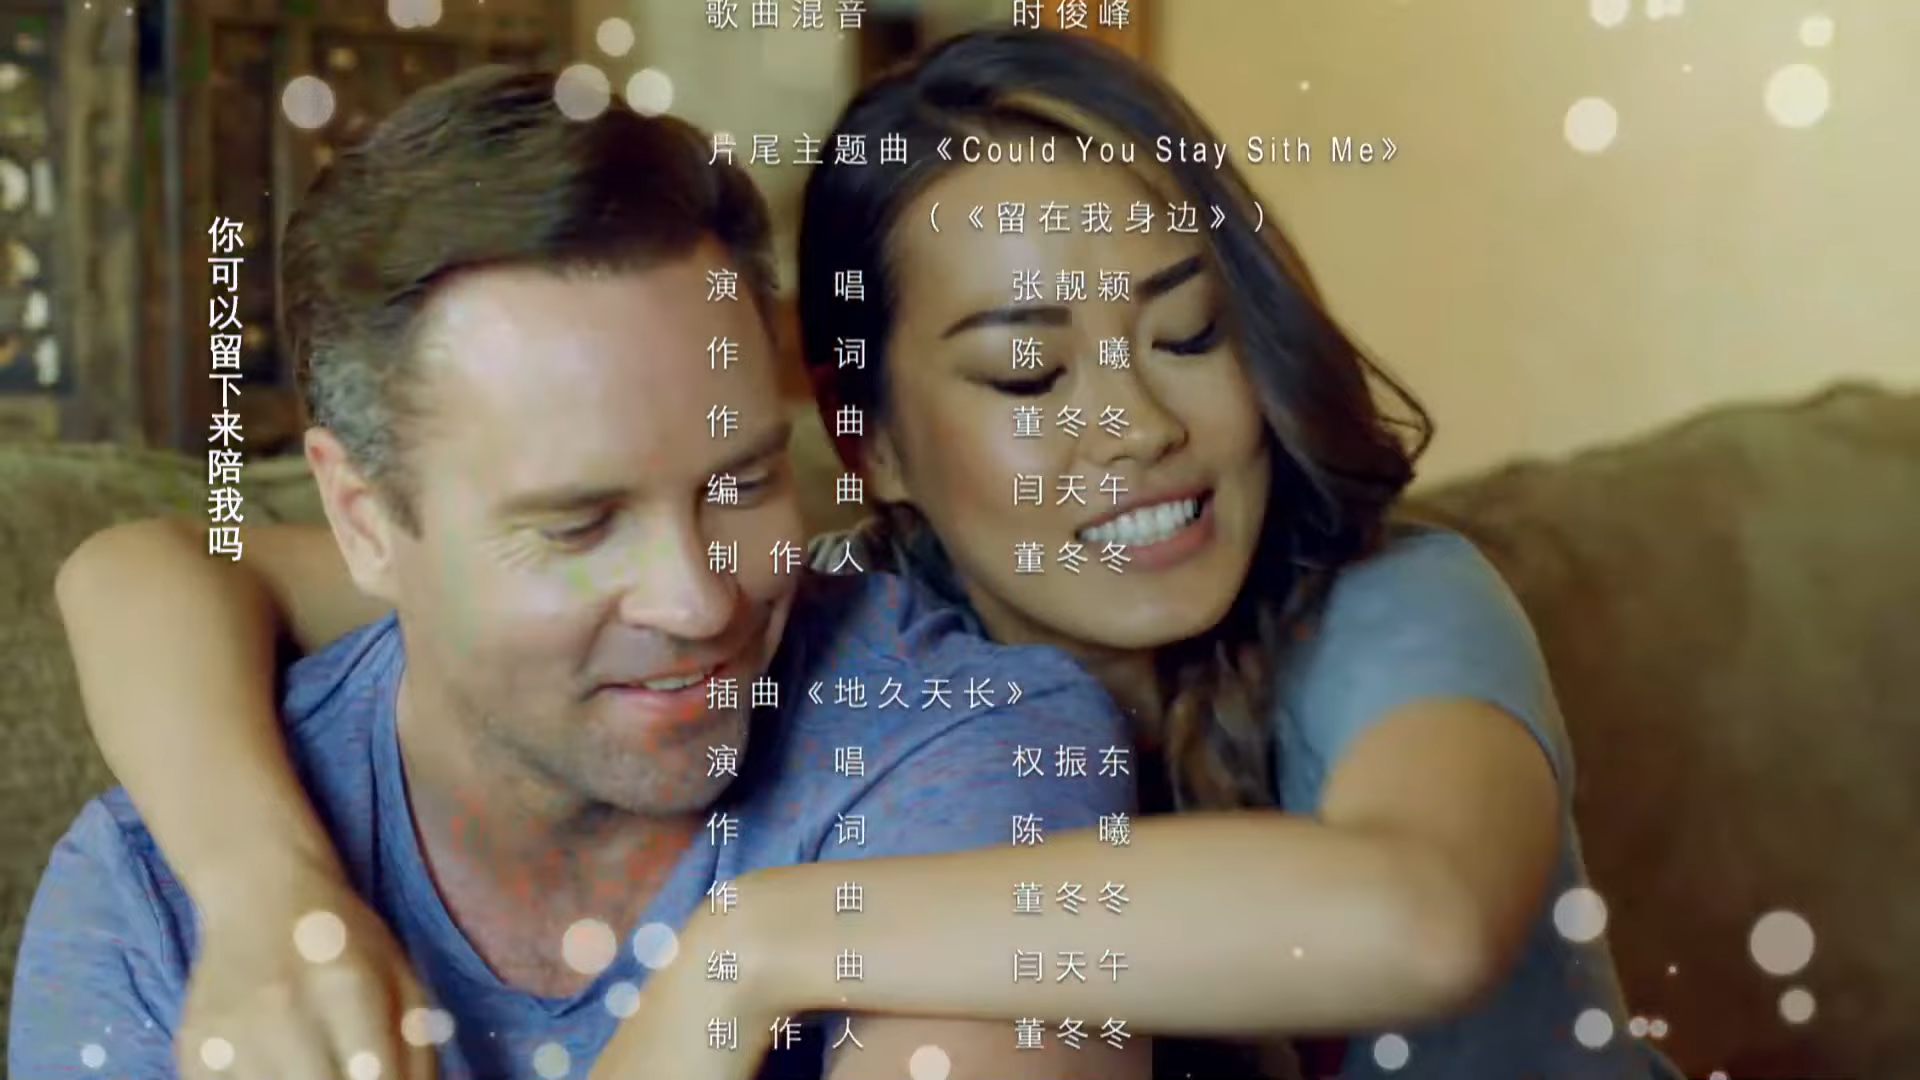 歌曲混音 时俊峰
片尾主题曲《Could You Stay Sith Me》
（《留在我身边》）
演唱 张靓颖
作词 陈曦
作曲 董冬冬
编曲 闫天午
制作人 董冬冬
插曲《地久天长》
演唱 权振东
作词 陈曦
作曲 董冬冬
编曲 闫天午
制作人 董冬冬
你可以留下来陪我吗